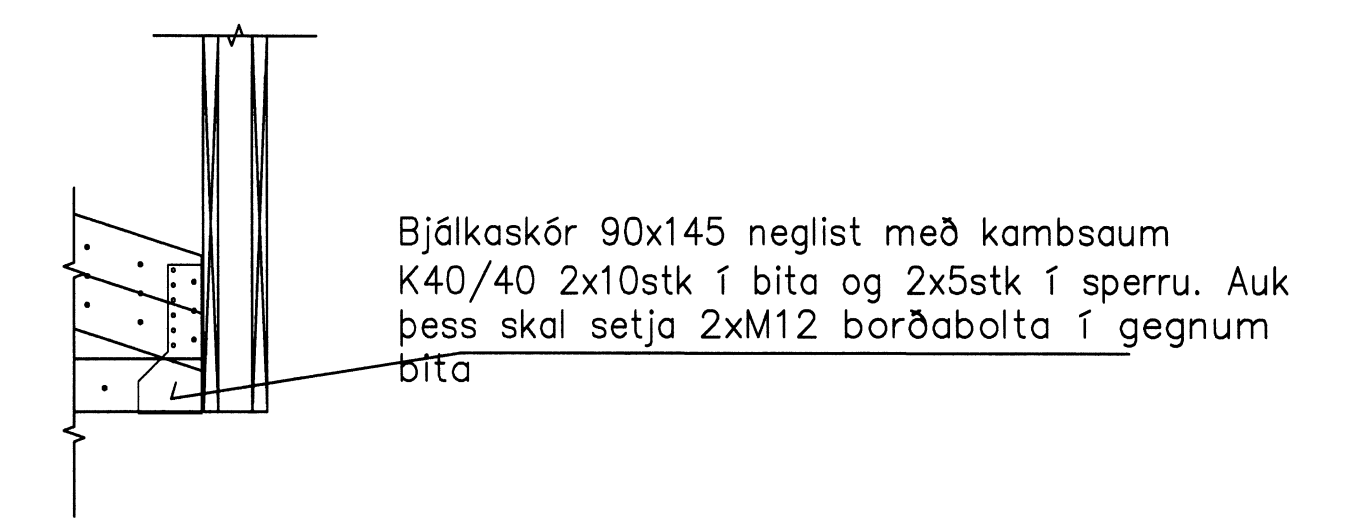 Bjálkaskór 90x145 neglist með kambsaum
K40/40 2x10stk í bita og 2x5stk í sperru. Auk
þess skal setja 2xM12 borðabolta í gegnum
bita